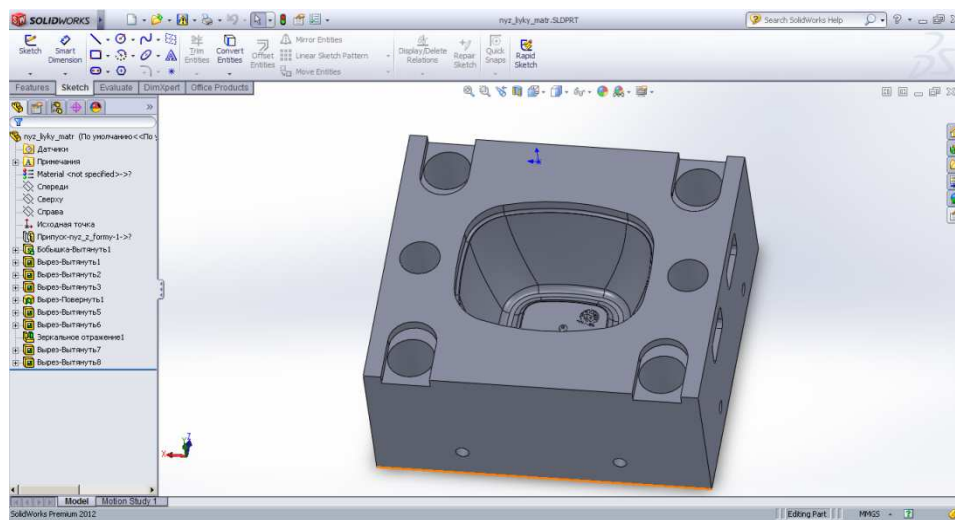 SOLIDWORKS
nyz_liyky_matr.SLDPRT
Search SolidWorks Help
Sketch
Smart Dimension
Trim Entities
Convert Entities
Offset Entities
Mirror Entities
Linear Sketch Pattern
Move Entities
Display/Delete Relations
Repair Sketch
Quick Snaps
Rapid Sketch
Features
Sketch
Evaluate
DimXpert
Office Products
nyz_liyky_matr (По умолчанию<<По у
Датчики
Примечания
Material <not specified>->?
Спереди
Сверху
Справа
Исходная точка
Припуск-nyz_z_formy-1->?
Бобышка-Вытянуть1
Вырез-Вытянуть1
Вырез-Вытянуть2
Вырез-Вытянуть3
Вырез-Повернуть1
Вырез-Вытянуть5
Вырез-Вытянуть6
Зеркальное отражение1
Вырез-Вытянуть7
Вырез-Вытянуть8
X
Model
Motion Study 1
SolidWorks Premium 2012
Editing Part
MMGS